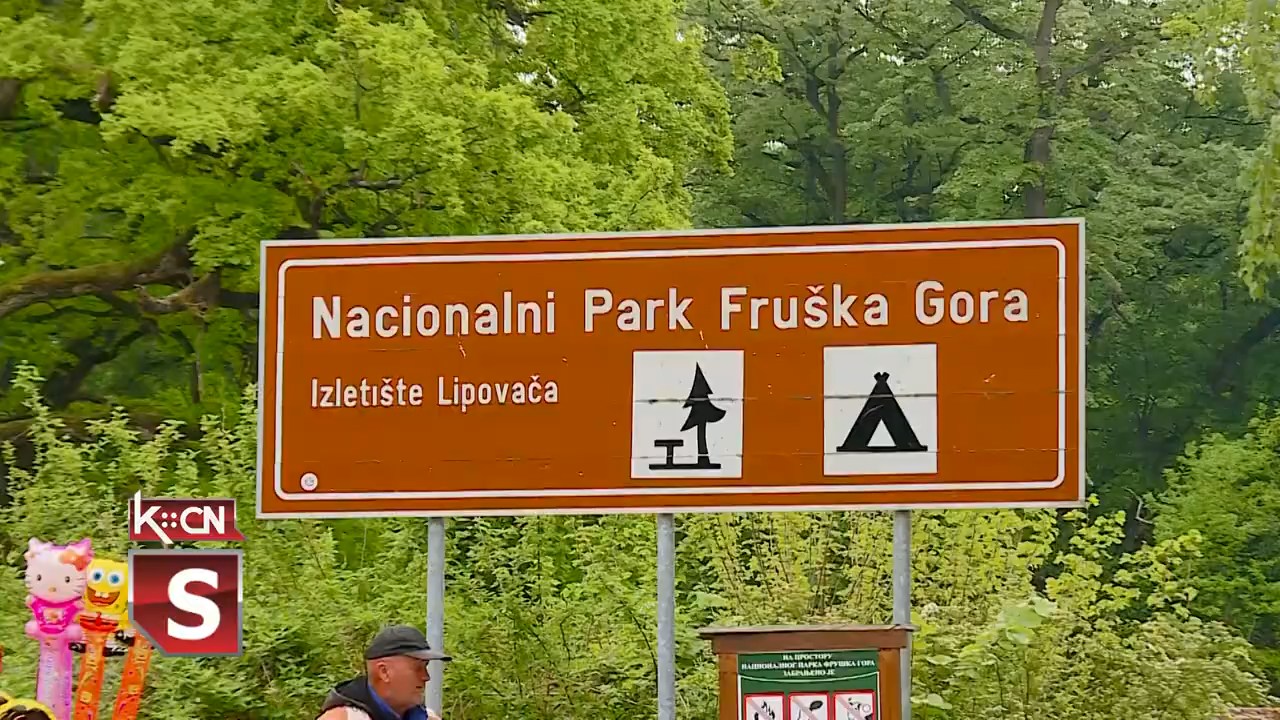 Nacionalni Park Fruška Gora
Izletište Lipovača
K::CN
S
НА ПРОСТОРУ
НАЦИОНАЛНОГ ПАРКА ФРУШКА ГОРА
ЗАБРАЊЕНО ЈЕ